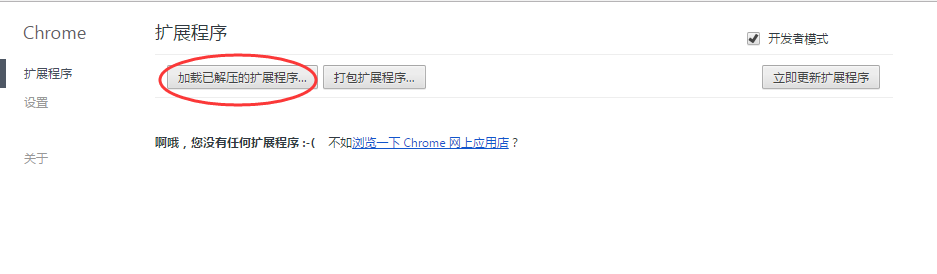 Chrome
扩展程序
开发者模式
扩展程序
加载已解压的扩展程序...
打包扩展程序...
立即更新扩展程序
设置
啊哦，您没有任何扩展程序 :-( 不如浏览一下 Chrome 网上应用店？
关于